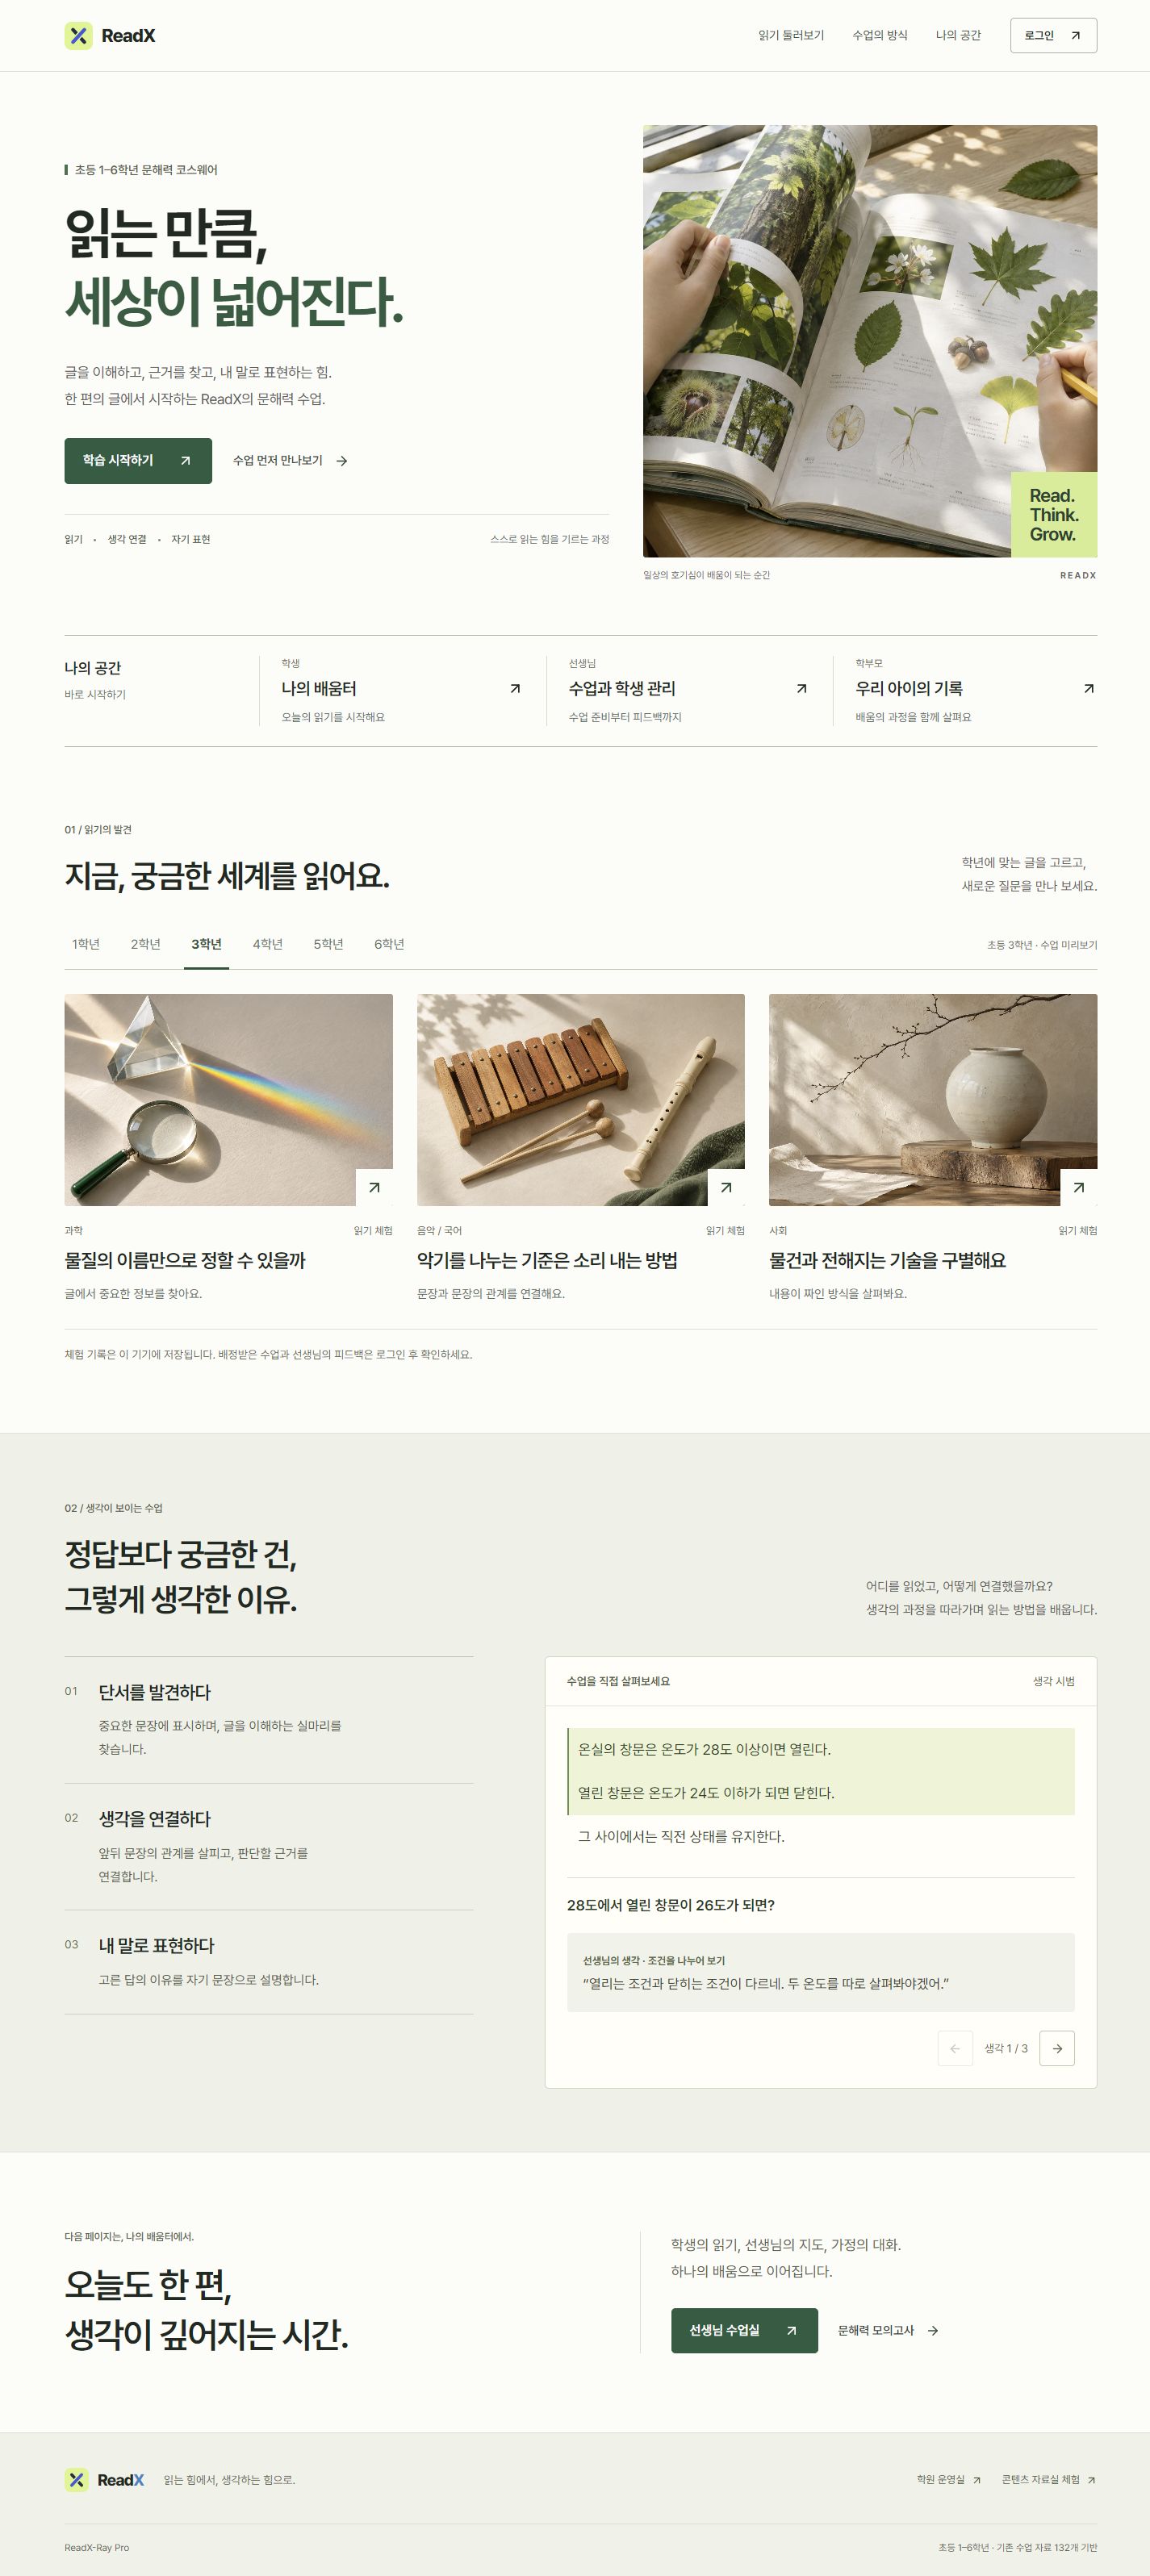 ReadX
읽기 둘러보기
수업의 방식
나의 공간
로그인
초등 1–6학년 문해력 코스웨어
읽는 만큼,
세상이 넓어진다.
글을 이해하고, 근거를 찾고, 내 말로 표현하는 힘.
한 편의 글에서 시작하는 ReadX의 문해력 수업.
학습 시작하기
수업 먼저 만나보기
읽기 • 생각 연결 • 자기 표현
스스로 읽는 힘을 기르는 과정
Read.
Think.
Grow.
일상의 호기심이 배움이 되는 순간
READX
나의 공간
바로 시작하기
학생
나의 배움터
오늘의 읽기를 시작해요
선생님
수업과 학생 관리
수업 준비부터 피드백까지
학부모
우리 아이의 기록
배움의 과정을 함께 살펴요
01 / 읽기의 발견
지금, 궁금한 세계를 읽어요.
학년에 맞는 글을 고르고,
새로운 질문을 만나 보세요.
1학년
2학년
3학년
4학년
5학년
6학년
초등 3학년 · 수업 미리보기
과학
읽기 체험
물질의 이름만으로 정할 수 있을까
글에서 중요한 정보를 찾아요.
음악 / 국어
읽기 체험
악기를 나누는 기준은 소리 내는 방법
문장과 문장의 관계를 연결해요.
사회
읽기 체험
물건과 전해지는 기술을 구별해요
내용이 짜인 방식을 살펴봐요.
체험 기록은 이 기기에 저장됩니다. 배정받은 수업과 선생님의 피드백은 로그인 후 확인하세요.
02 / 생각이 보이는 수업
정답보다 궁금한 건,
그렇게 생각한 이유.
어디를 읽었고, 어떻게 연결했을까요?
생각의 과정을 따라가며 읽는 방법을 배웁니다.
01
단서를 발견하다
중요한 문장에 표시하며, 글을 이해하는 실마리를
찾습니다.
02
생각을 연결하다
앞뒤 문장의 관계를 살피고, 판단할 근거를
연결합니다.
03
내 말로 표현하다
고른 답의 이유를 자기 문장으로 설명합니다.
수업을 직접 살펴보세요
생각 시범
온실의 창문은 온도가 28도 이상이면 열린다.
열린 창문은 온도가 24도 이하가 되면 닫힌다.
그 사이에서는 직전 상태를 유지한다.
28도에서 열린 창문이 26도가 되면?
선생님의 생각 · 조건을 나누어 보기
“열리는 조건과 닫히는 조건이 다르네. 두 온도를 따로 살펴봐야겠어.”
생각 1 / 3
다음 페이지는, 나의 배움터에서.
오늘도 한 편,
생각이 깊어지는 시간.
학생의 읽기, 선생님의 지도, 가정의 대화.
하나의 배움으로 이어집니다.
선생님 수업실
문해력 모의고사
ReadX
읽는 힘에서, 생각하는 힘으로.
학원 운영실
콘텐츠 자료실 체험
ReadX-Ray Pro
초등 1–6학년 · 기존 수업 자료 132개 기반